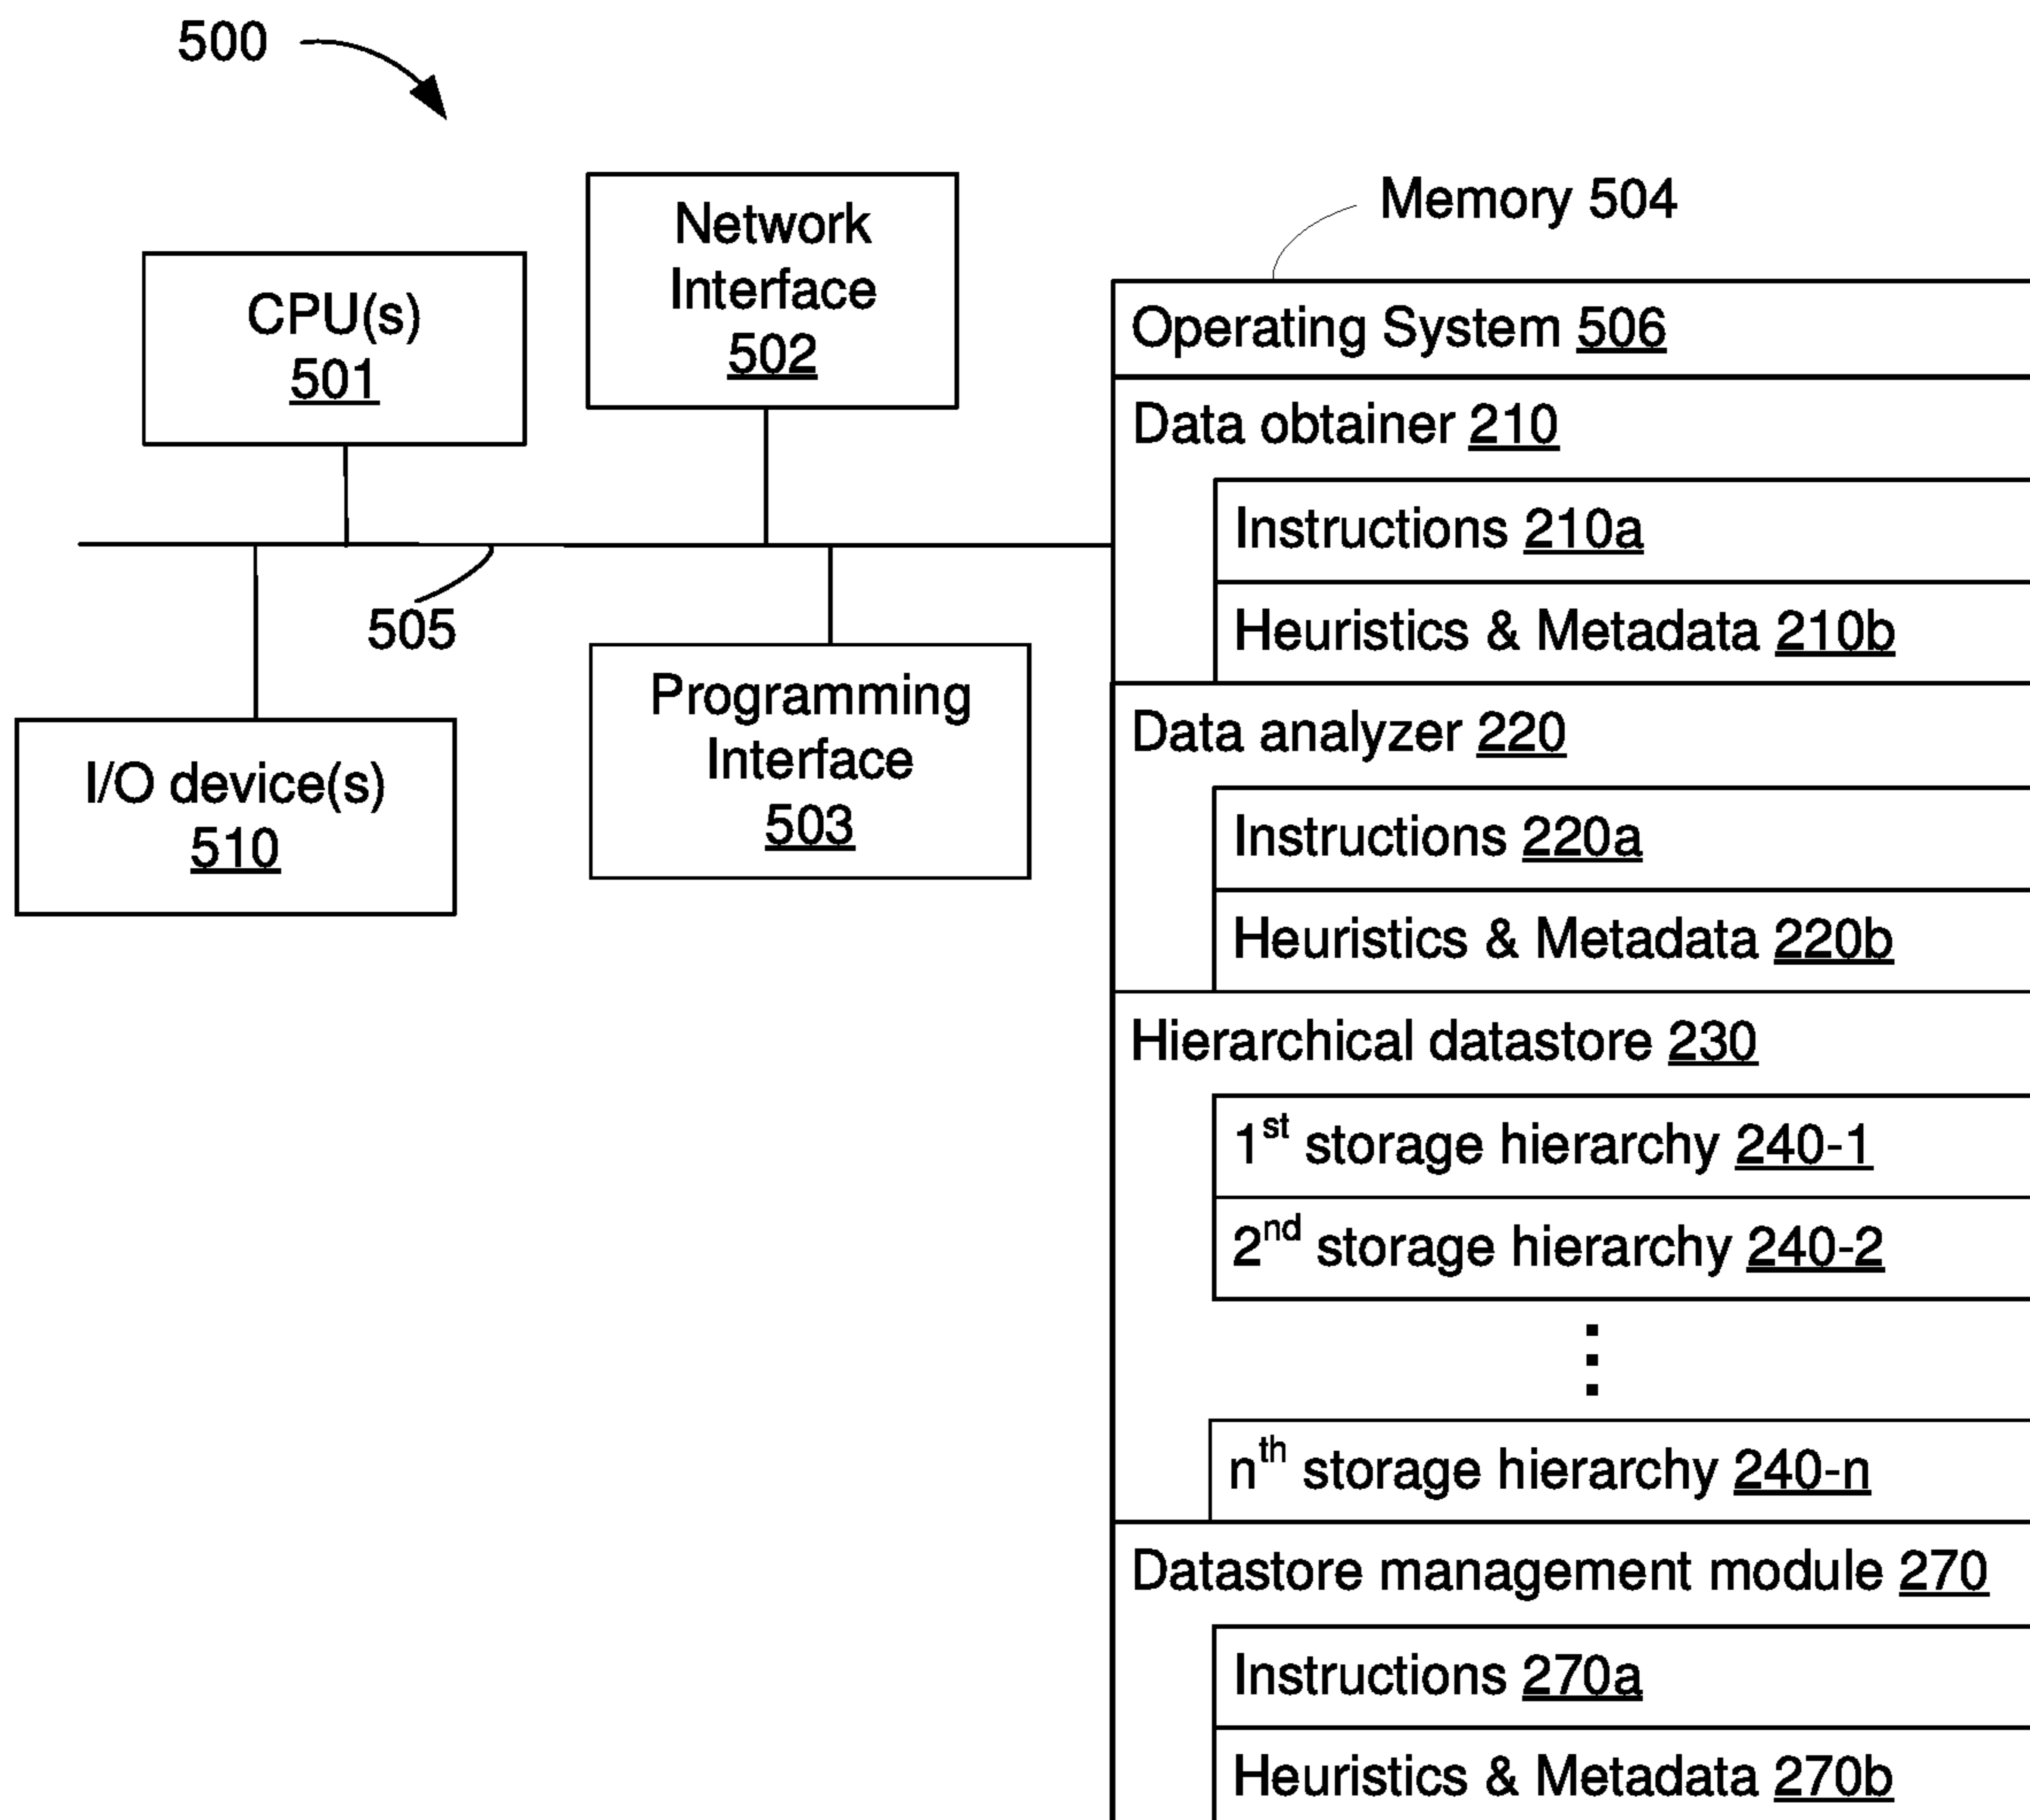 500
CPU(s)
501
Network
Interface
502
505
I/O device(s)
510
Programming
Interface
503
Memory 504
Operating System 506
Data obtainer 210
Instructions 210a
Heuristics & Metadata 210b
Data analyzer 220
Instructions 220a
Heuristics & Metadata 220b
Hierarchical datastore 230
1st storage hierarchy 240-1
2nd storage hierarchy 240-2
nth storage hierarchy 240-n
Datastore management module 270
Instructions 270a
Heuristics & Metadata 270b